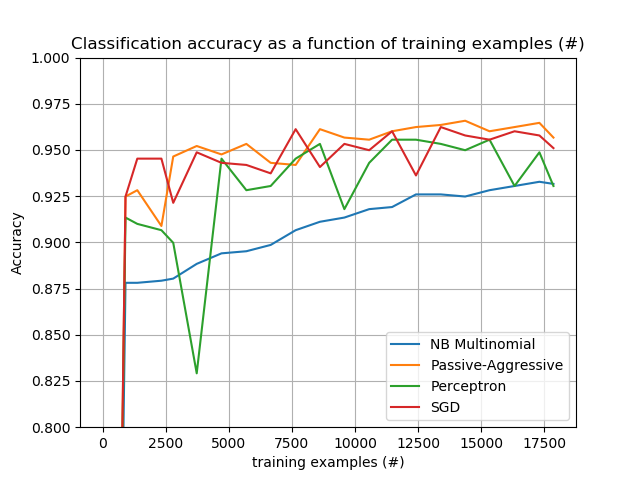 Classification accuracy as a function of training examples (#)
1.000
0.975
0.950
0.925
0.900
0.875
0.850
0.825
0.800
Accuracy
NB Multinomial
Passive-Aggressive
Perceptron
SGD
0 2500 5000 7500 10000 12500 15000 17500
training examples (#)